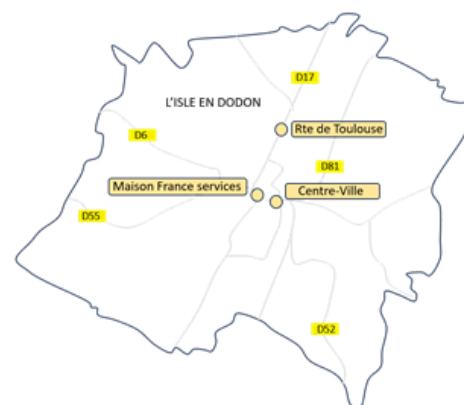 D17
L'ISLE EN DODON
Rte de Toulouse
D6
D81
Maison France services
Centre-Ville
D55
D52